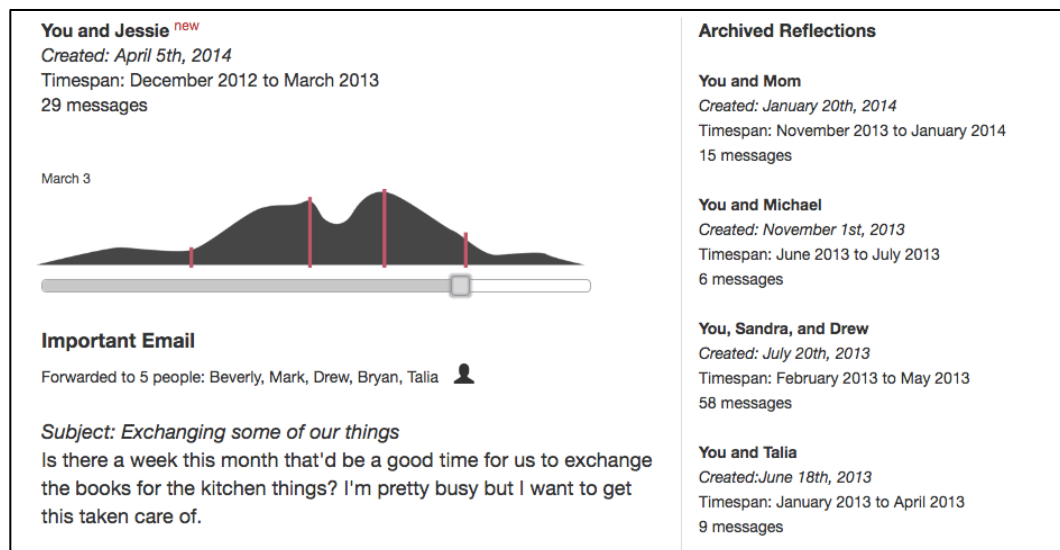 You and Jessie new
Created: April 5th, 2014
Timespan: December 2012 to March 2013
29 messages
March 3
Important Email
Forwarded to 5 people: Beverly, Mark, Drew, Bryan, Talia
Subject: Exchanging some of our things
Is there a week this month that'd be a good time for us to exchange
the books for the kitchen things? I'm pretty busy but I want to get
this taken care of.
Archived Reflections
You and Mom
Created: January 20th, 2014
Timespan: November 2013 to January 2014
15 messages
You and Michael
Created: November 1st, 2013
Timespan: June 2013 to July 2013
6 messages
You, Sandra, and Drew
Created: July 20th, 2013
Timespan: February 2013 to May 2013
58 messages
You and Talia
Created:June 18th, 2013
Timespan: January 2013 to April 2013
9 messages